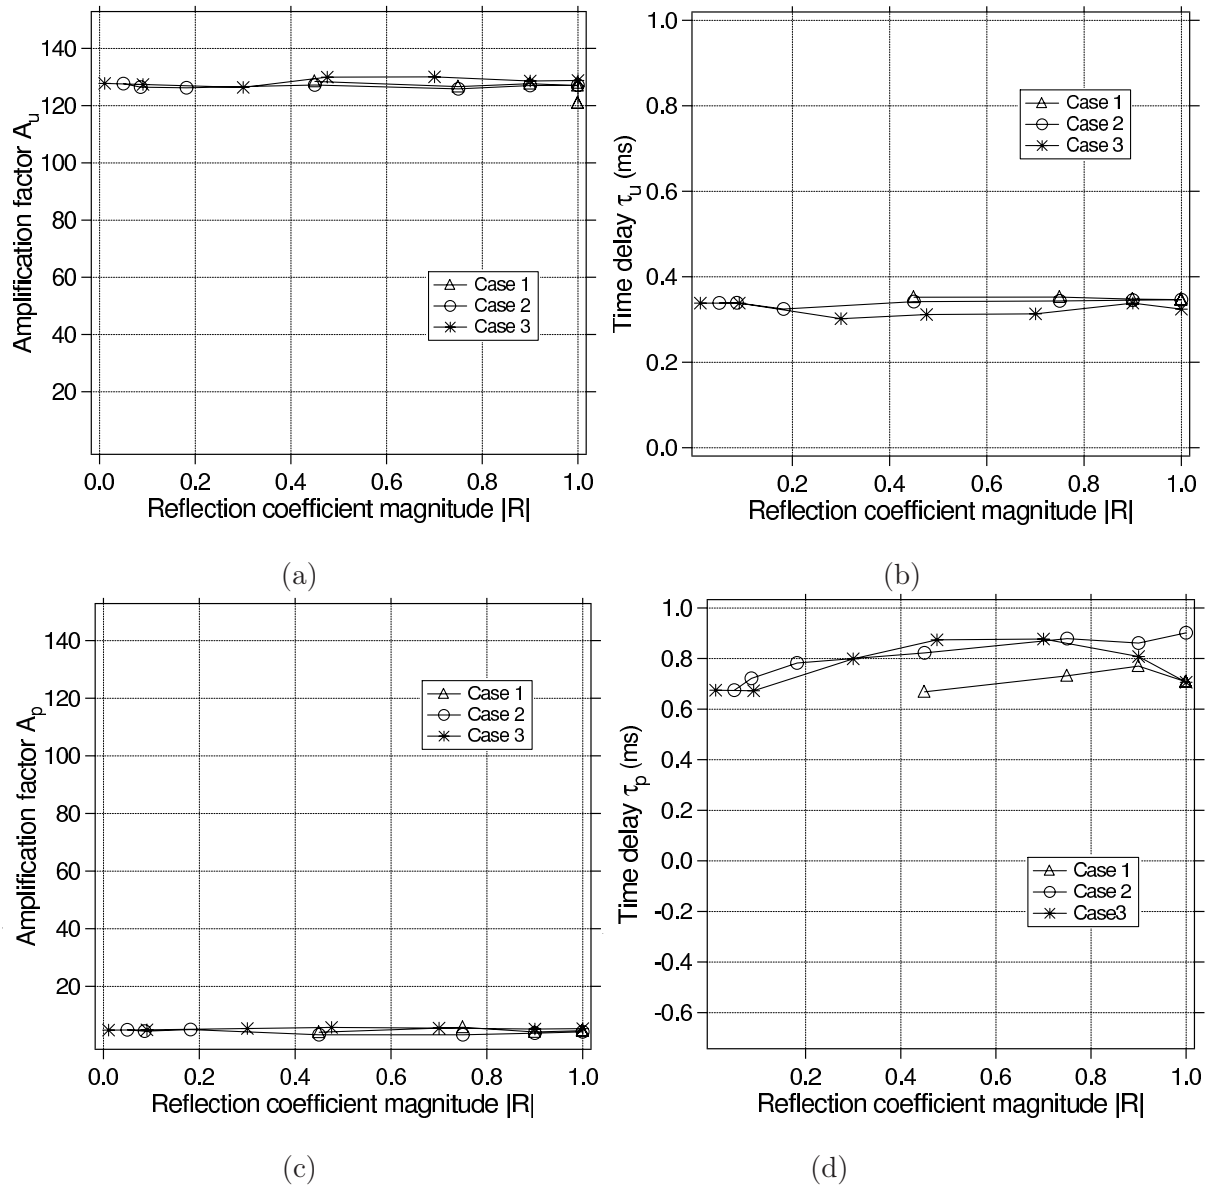 140
120
100
80
60
40
20
Amplification factor A_u
Case 1
Case 2
Case 3
0.0 0.2 0.4 0.6 0.8 1.0
Reflection coefficient magnitude |R|
(a)
1.0
0.8
0.6
0.4
0.2
0.0
Time delay τ_u (ms)
Case 1
Case 2
Case 3
0.2 0.4 0.6 0.8 1.0
Reflection coefficient magnitude |R|
(b)
140
120
100
80
60
40
20
Amplification factor A_p
Case 1
Case 2
Case 3
0.0 0.2 0.4 0.6 0.8 1.0
Reflection coefficient magnitude |R|
(c)
1.0
0.8
0.6
0.4
0.2
0.0
-0.2
-0.4
-0.6
Time delay τ_p (ms)
Case 1
Case 2
Case3
0.2 0.4 0.6 0.8 1.0
Reflection coefficient magnitude |R|
(d)